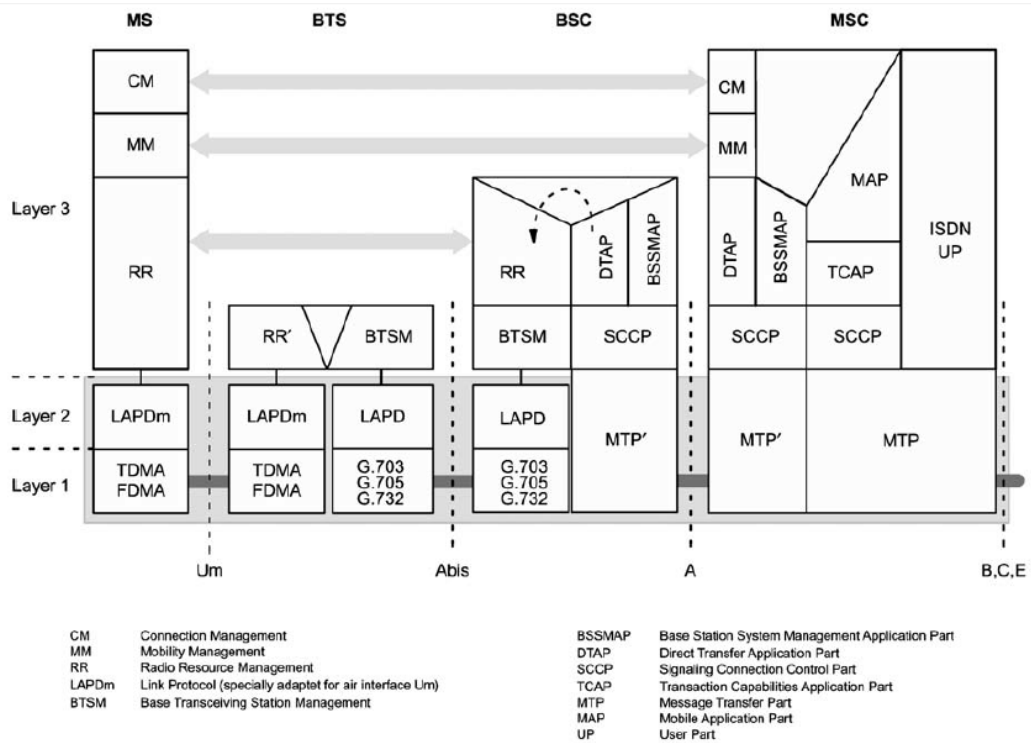 MS
BTS
BSC
MSC
CM
CM
MM
MM
MAP
Layer 3
ISDN
UP
RR
RR
DTAP
BSSMAP
DTAP
BSSMAP
TCAP
RR′
BTSM
BTSM
SCCP
SCCP
SCCP
Layer 2
LAPDm
LAPDm
LAPD
LAPD
MTP′
MTP′
MTP
Layer 1
TDMA
FDMA
TDMA
FDMA
G.703
G.705
G.732
G.703
G.705
G.732
Um
Abis
A
B,C,E
CM Connection Management
MM Mobility Management
RR Radio Resource Management
LAPDm Link Protocol (specially adaptet for air interface Um)
BTSM Base Transceiving Station Management
BSSMAP Base Station System Management Application Part
DTAP Direct Transfer Application Part
SCCP Signaling Connection Control Part
TCAP Transaction Capabilities Application Part
MTP Message Transfer Part
MAP Mobile Application Part
UP User Part